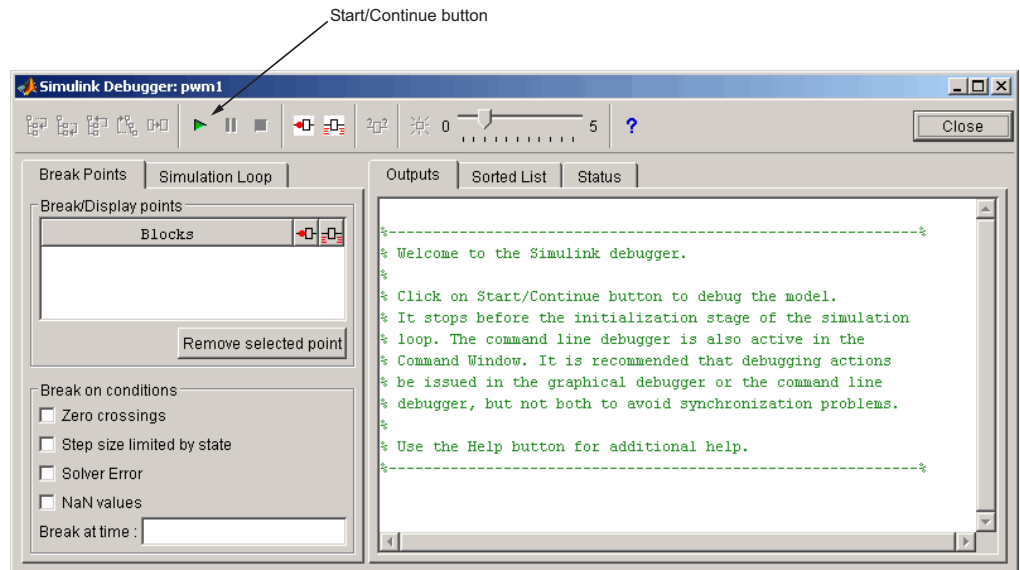 Start/Continue button
Simulink Debugger: pwm1
0 5 ? Close
Break Points Simulation Loop
Outputs Sorted List Status
Break/Display points
Blocks
Remove selected point
Break on conditions
Zero crossings
Step size limited by state
Solver Error
NaN values
Break at time :
%------------------------------------------------------------%
% Welcome to the Simulink debugger.
%
% Click on Start/Continue button to debug the model.
% It stops before the initialization stage of the simulation
% loop. The command line debugger is also active in the
% Command Window. It is recommended that debugging actions
% be issued in the graphical debugger or the command line
% debugger, but not both to avoid synchronization problems.
%
% Use the Help button for additional help.
%------------------------------------------------------------%